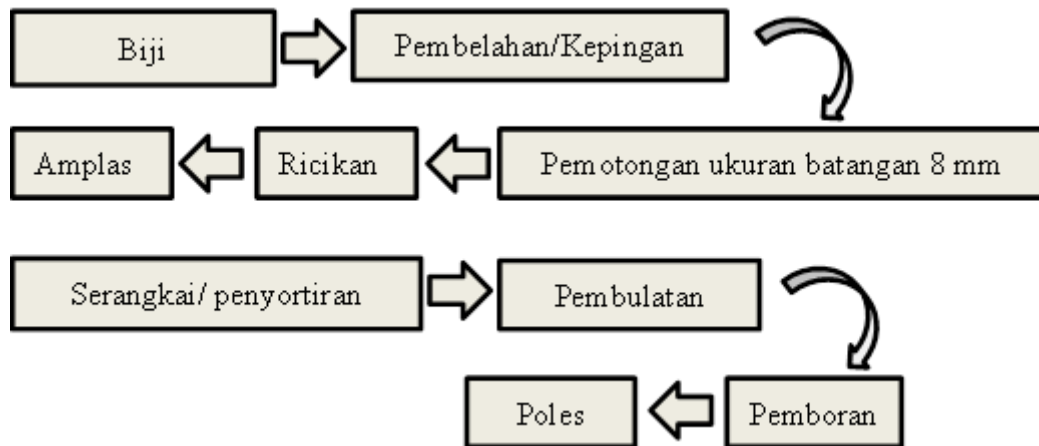 Biji
Pembelahan/Kepingan
Pemotongan ukuran batangan 8 mm
Ricikan
Amplas
Serangkai/ penyortiran
Pembulatan
Pemboran
Poles